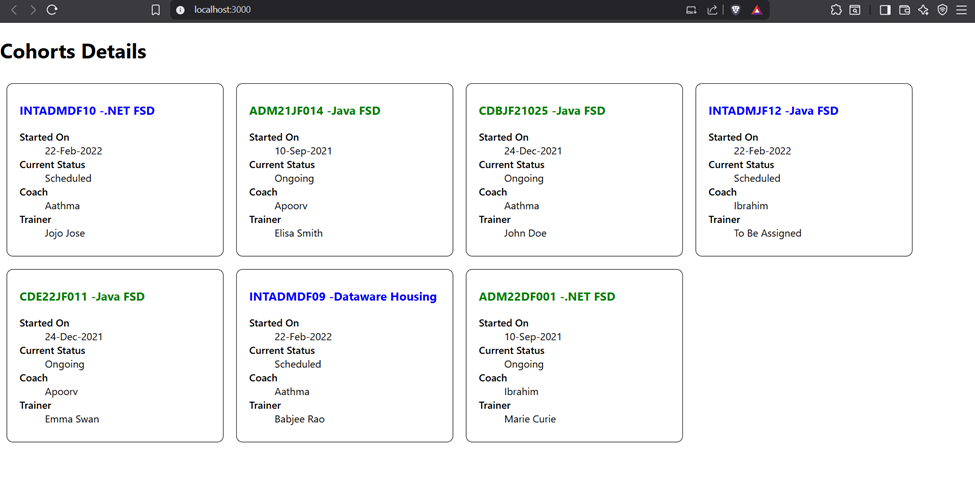 localhost:3000
Cohorts Details
INTADMDF10 -.NET FSD
Started On
22-Feb-2022
Current Status
Scheduled
Coach
Aathma
Trainer
Jojo Jose
ADM21JF014 -Java FSD
Started On
10-Sep-2021
Current Status
Ongoing
Coach
Apoorv
Trainer
Elisa Smith
CDBJF21025 -Java FSD
Started On
24-Dec-2021
Current Status
Ongoing
Coach
Aathma
Trainer
John Doe
INTADMJF12 -Java FSD
Started On
22-Feb-2022
Current Status
Scheduled
Coach
Ibrahim
Trainer
To Be Assigned
CDE22JF011 -Java FSD
Started On
24-Dec-2021
Current Status
Ongoing
Coach
Apoorv
Trainer
Emma Swan
INTADMDF09 -Dataware Housing
Started On
22-Feb-2022
Current Status
Scheduled
Coach
Aathma
Trainer
Babjee Rao
ADM22DF001 -.NET FSD
Started On
10-Sep-2021
Current Status
Ongoing
Coach
Ibrahim
Trainer
Marie Curie